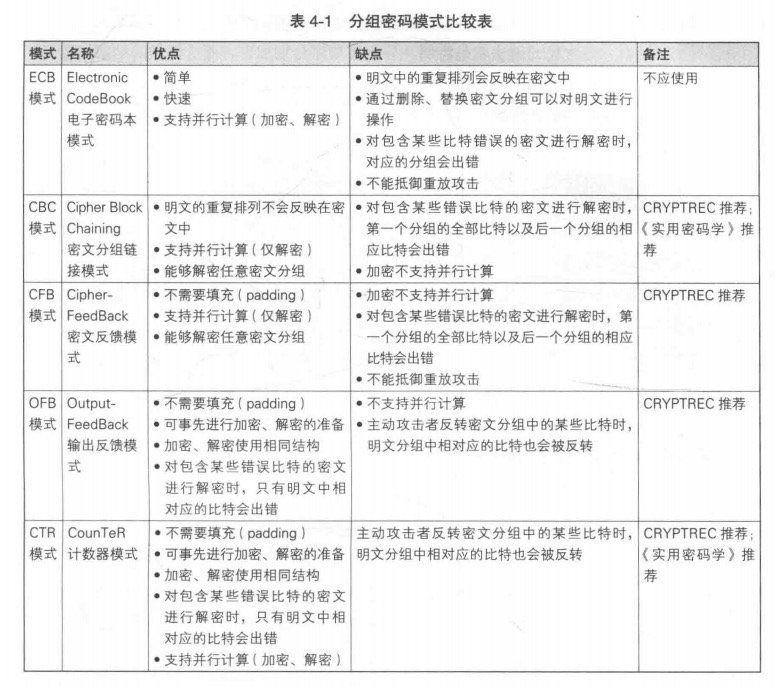 表 4-1 分组密码模式比较表
模式 名称 优点 缺点 备注
ECB 模式
Electronic
CodeBook
电子密码本
模式
• 简单
• 快速
• 支持并行计算（加密、解密）
• 明文中的重复排列会反映在密文中
• 通过删除、替换密文分组可以对明文进行
操作
• 对包含某些比特错误的密文进行解密时，
对应的分组会出错
• 不能抵御重放攻击
不应使用
CBC
模式
Cipher Block
Chaining
密文分组链
接模式
• 明文的重复排列不会反映在密
文中
• 支持并行计算（仅解密）
• 能够解密任意密文分组
• 对包含某些错误比特的密文进行解密时，
第一个分组的全部比特以及后一个分组的相
应比特会出错
• 加密不支持并行计算
CRYPTREC 推荐；
《实用密码学》推
荐
CFB
模式
Cipher-
FeedBack
密文反馈模
式
• 不需要填充（padding）
• 支持并行计算（仅解密）
• 能够解密任意密文分组
• 加密不支持并行计算
• 对包含某些错误比特的密文进行解密时，第
一个分组的全部比特以及后一个分组的相应
比特会出错
• 不能抵御重放攻击
CRYPTREC 推荐
OFB
模式
Output-
FeedBack
输出反馈模
式
• 不需要填充（padding）
• 可事先进行加密、解密的准备
• 加密、解密使用相同结构
• 对包含某些错误比特的密文
进行解密时，只有明文中相
对应的比特会出错
• 不支持并行计算
• 主动攻击者反转密文分组中的某些比特时，
明文分组中相对应的比特也会被反转
CRYPTREC 推荐
CTR
模式
CounTeR
计数器模式
• 不需要填充（padding）
• 可事先进行加密、解密的准备
• 加密、解密使用相同结构
• 对包含某些错误比特的密文
进行解密时，只有明文中相
对应的比特会出错
• 支持并行计算（加密、解密）
主动攻击者反转密文分组中的某些比特时，
明文分组中相对应的比特也会被反转
CRYPTREC 推荐；
《实用密码学》推
荐